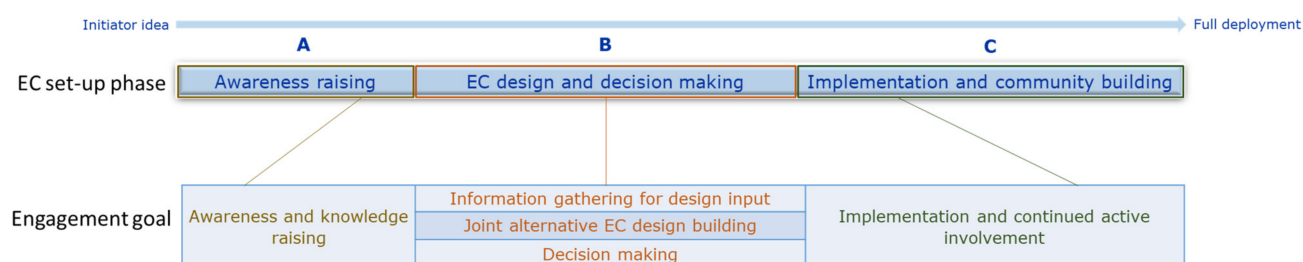 Initiator idea
Full deployment
A
B
C
EC set-up phase
Awareness raising
EC design and decision making
Implementation and community building
Engagement goal
Awareness and knowledge
raising
Information gathering for design input
Joint alternative EC design building
Decision making
Implementation and continued active
involvement